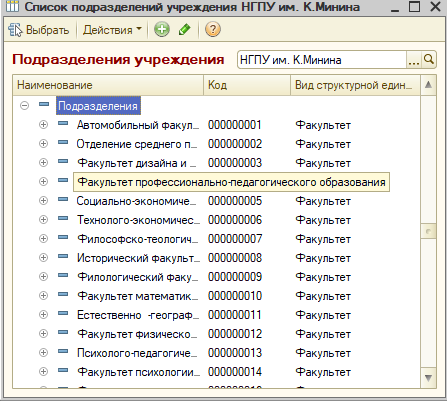 Список подразделений учреждения НГПУ им. К.Минина
Выбрать Действия ?
Подразделения учреждения НГПУ им. К.Минина ...
Наименование Код Вид структурной един...
Подразделения
Автомобильный факул... 000000001 Факультет
Отделение среднего п... 000000002 Факультет
Факультет дизайна и ... 000000003 Факультет
Факультет профессионально-педагогического образования
Социально-экономиче... 000000005 Факультет
Технолого-экономичес... 000000006 Факультет
Философско-теологич... 000000007 Факультет
Исторический факульт... 000000008 Факультет
Филологический факу... 000000009 Факультет
Факультет математик... 000000010 Факультет
Естественно -географ... 000000011 Факультет
Факультет физическо... 000000012 Факультет
Психолого-педагогиче... 000000013 Факультет
Факультет психологии... 000000014 Факультет